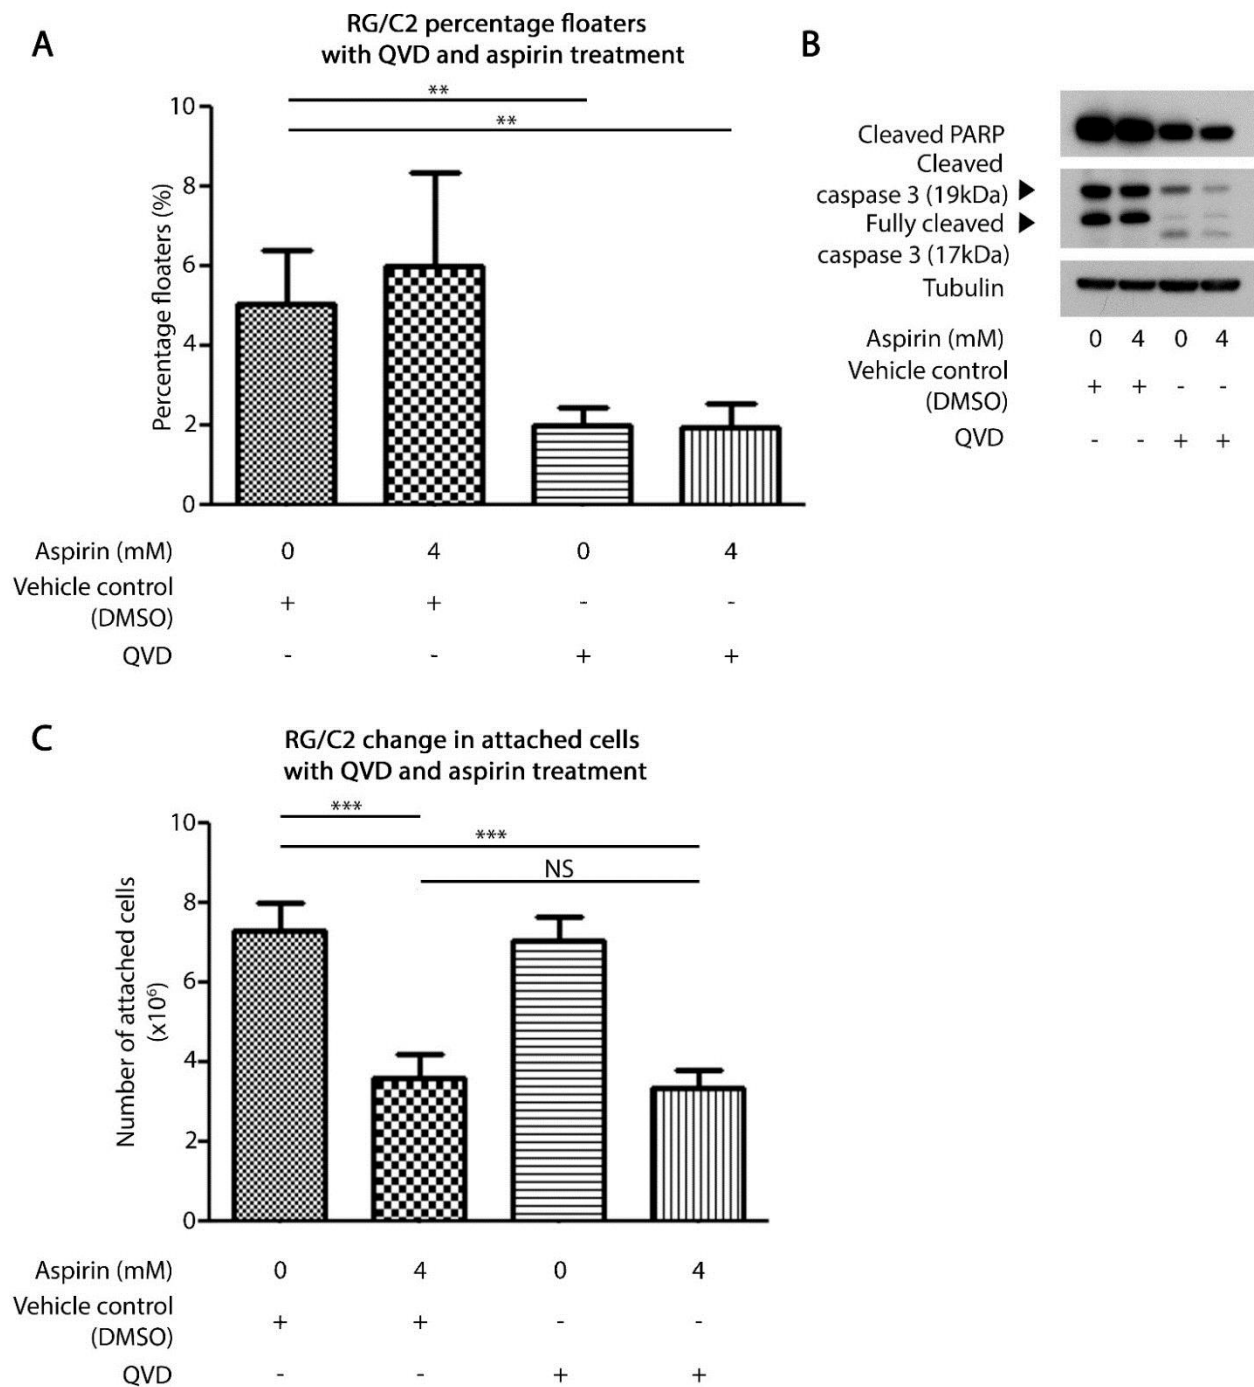 A
RG/C2 percentage floaters
with QVD and aspirin treatment
**
**
Percentage floaters (%)
10
8
6
4
2
0
Aspirin (mM) 0 4 0 4
Vehicle control
(DMSO) + + - -
QVD - - + +
B
Cleaved PARP
Cleaved
caspase 3 (19kDa)
Fully cleaved
caspase 3 (17kDa)
Tubulin
Aspirin (mM) 0 4 0 4
Vehicle control
(DMSO) + + - -
QVD - - + +
C
RG/C2 change in attached cells
with QVD and aspirin treatment
***
***
NS
Number of attached cells
(x10⁶)
10
8
6
4
2
0
Aspirin (mM) 0 4 0 4
Vehicle control
(DMSO) + + - -
QVD - - + +